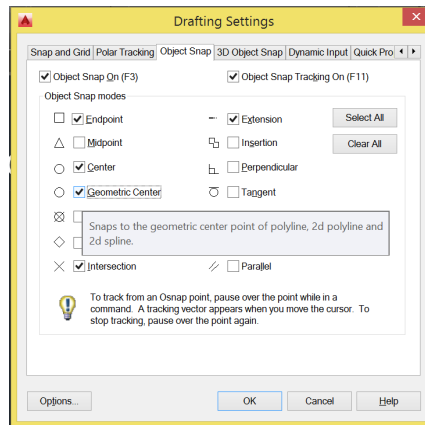 Drafting Settings
Snap and Grid Polar Tracking Object Snap 3D Object Snap Dynamic Input Quick Pro
Object Snap On (F3) Object Snap Tracking On (F11)
Object Snap modes
Endpoint Extension Select All
Midpoint Insertion Clear All
Center Perpendicular
Geometric Center Tangent
Snaps to the geometric center point of polyline, 2d polyline and
2d spline.
Intersection Parallel
To track from an Osnap point, pause over the point while in a
command. A tracking vector appears when you move the cursor. To
stop tracking, pause over the point again.
Options... OK Cancel Help